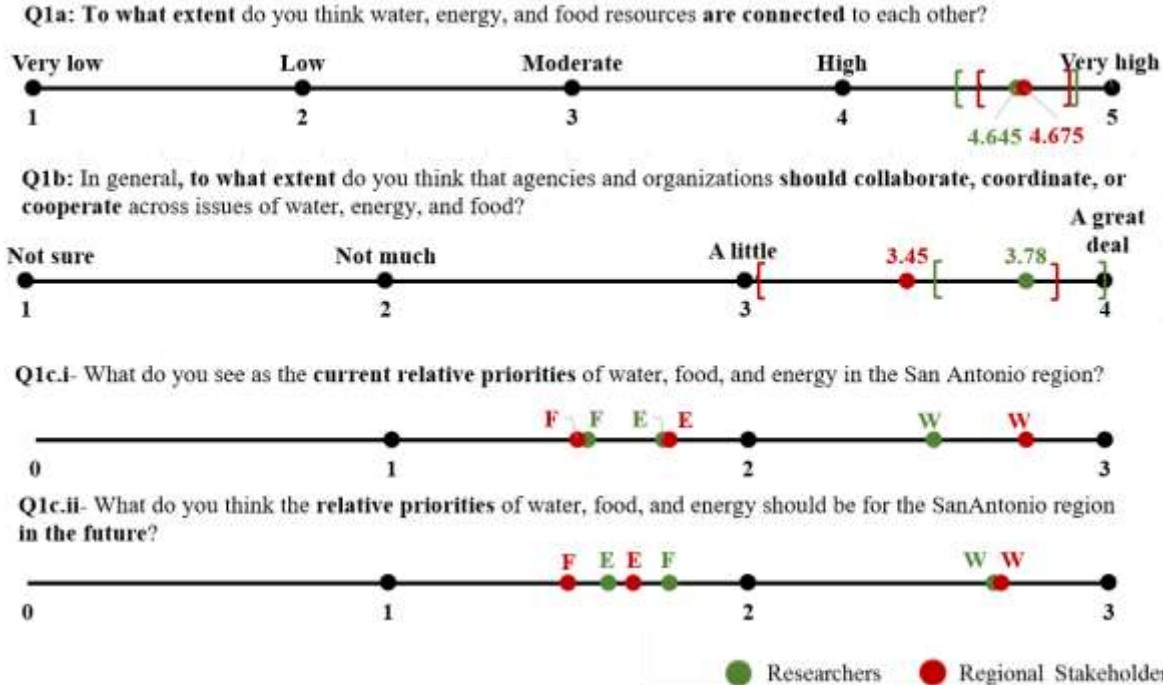 Q1a: To what extent do you think water, energy, and food resources are connected to each other?
Very low Low Moderate High Very high
1 2 3 4 5
4.645 4.675
Q1b: In general, to what extent do you think that agencies and organizations should collaborate, coordinate, or
cooperate across issues of water, energy, and food?
A great
deal
Not sure Not much A little 3.45 3.78
1 2 3 4
Q1c.i- What do you see as the current relative priorities of water, food, and energy in the San Antonio region?
F F E E W W
0 1 2 3
Q1c.ii- What do you think the relative priorities of water, food, and energy should be for the SanAntonio region
in the future?
F E E F W W
0 1 2 3
Researchers Regional Stakeholder